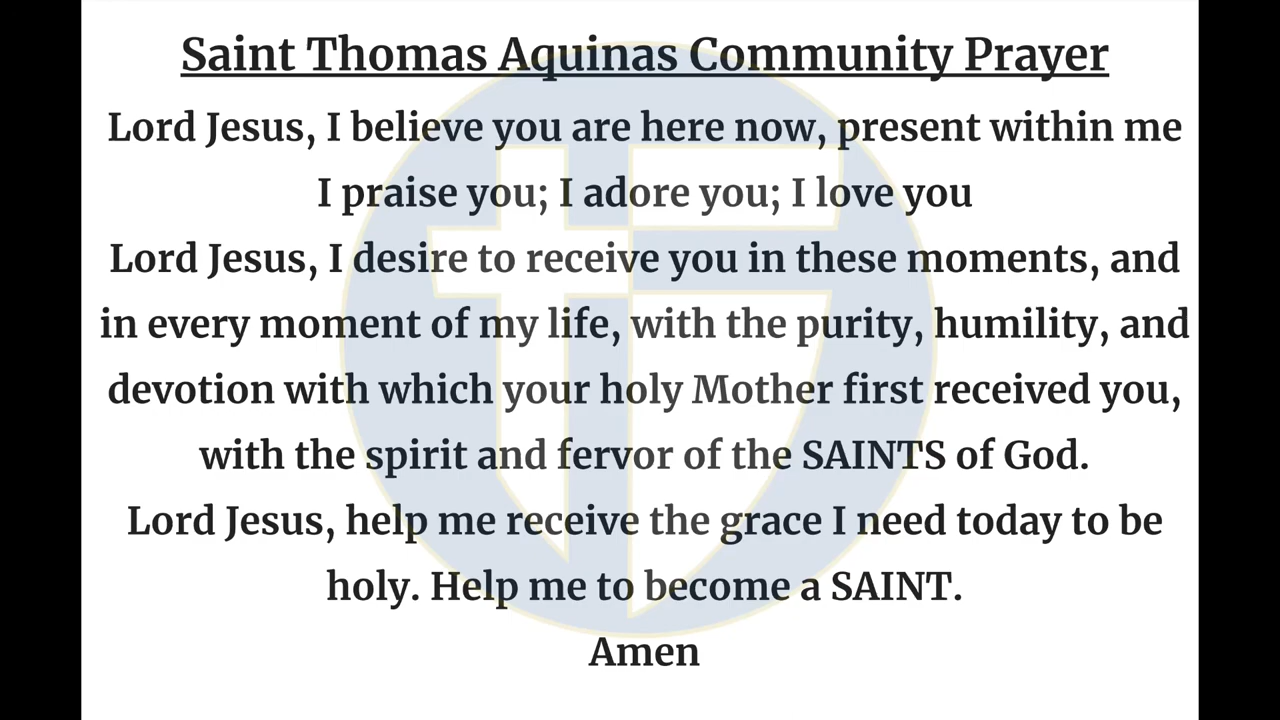 Saint Thomas Aquinas Community Prayer
Lord Jesus, I believe you are here now, present within me
I praise you; I adore you; I love you
Lord Jesus, I desire to receive you in these moments, and
in every moment of my life, with the purity, humility, and
devotion with which your holy Mother first received you,
with the spirit and fervor of the SAINTS of God.
Lord Jesus, help me receive the grace I need today to be
holy. Help me to become a SAINT.
Amen